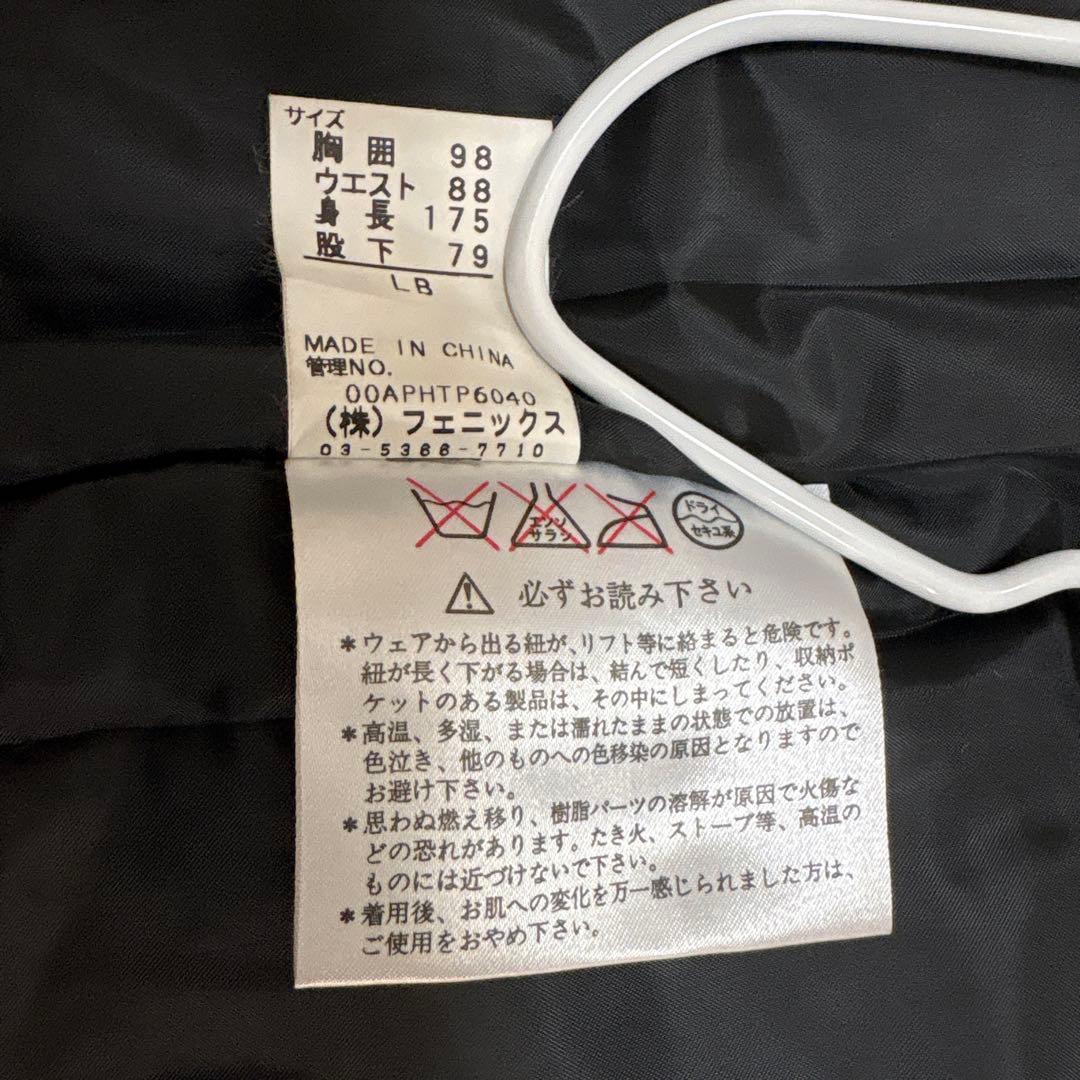 サイズ
胸囲 98
ウエスト 88
身長 175
股下 79
LB
MADE IN CHINA
管理NO.
00APHTP6040
(株)フェニックス
03-5366-7710
エンソ
サラシ
ドライ
セキユ系
必ずお読み下さい
*ウェアから出る紐が、リフト等に絡まると危険です。
紐が長く下がる場合は、結んで短くしたり、収納ポ
ケットのある製品は、その中にしまってください。
*高温、多湿、または濡れたままの状態での放置は、
色泣き、他のものへの色移染の原因となりますので
お避け下さい。
*思わぬ燃え移り、樹脂パーツの溶解が原因で火傷な
どの恐れがあります。たき火、ストーブ等、高温の
ものには近づけないで下さい。
*着用後、お肌への変化を万一感じられました方は、
ご使用をおやめ下さい。